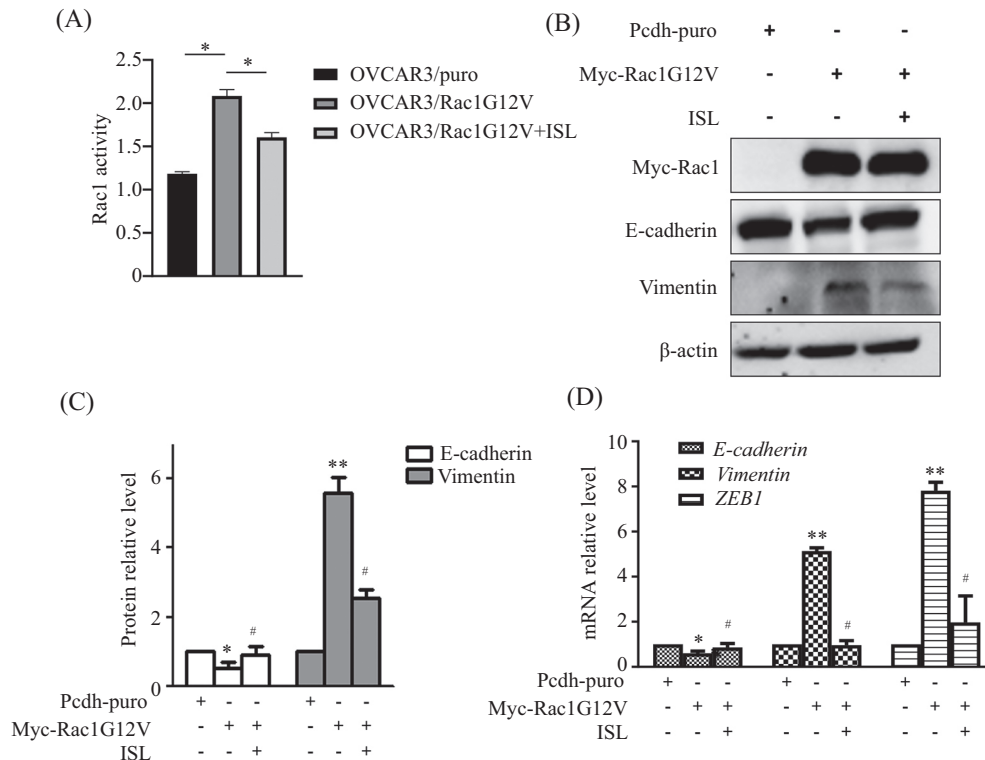 (A)
*
*
2.5
2.0
1.5
1.0
0.5
0
Rac1 activity
OVCAR3/puro
OVCAR3/Rac1G12V
OVCAR3/Rac1G12V+ISL
(B)
Pcdh-puro + - -
Myc-Rac1G12V - + +
ISL - - +
Myc-Rac1
E-cadherin
Vimentin
β-actin
(C)
Protein relative level
6
4
2
0
E-cadherin
Vimentin
* # ** #
Pcdh-puro + - - + - -
Myc-Rac1G12V - + + - + +
ISL - - + - - +
(D)
mRNA relative level
10
8
6
4
2
0
E-cadherin
Vimentin
ZEB1
* # ** # ** #
Pcdh-puro + - - + - - + - -
Myc-Rac1G12V - + + - + + - + +
ISL - - + - - + - - +